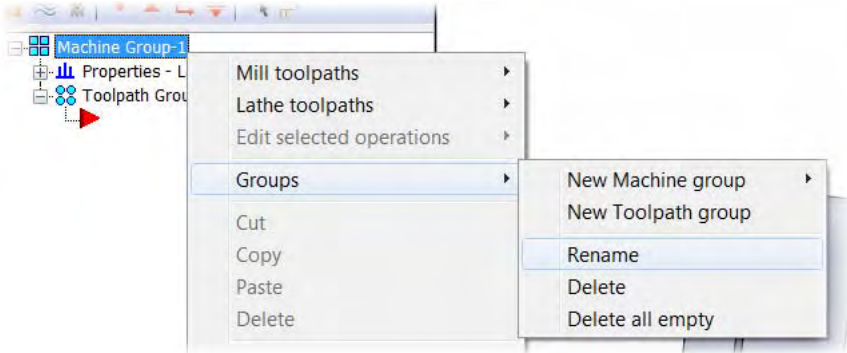 Machine Group-1
Properties - L
Toolpath Grou
Mill toolpaths
Lathe toolpaths
Edit selected operations
Groups
Cut
Copy
Paste
Delete
New Machine group
New Toolpath group
Rename
Delete
Delete all empty